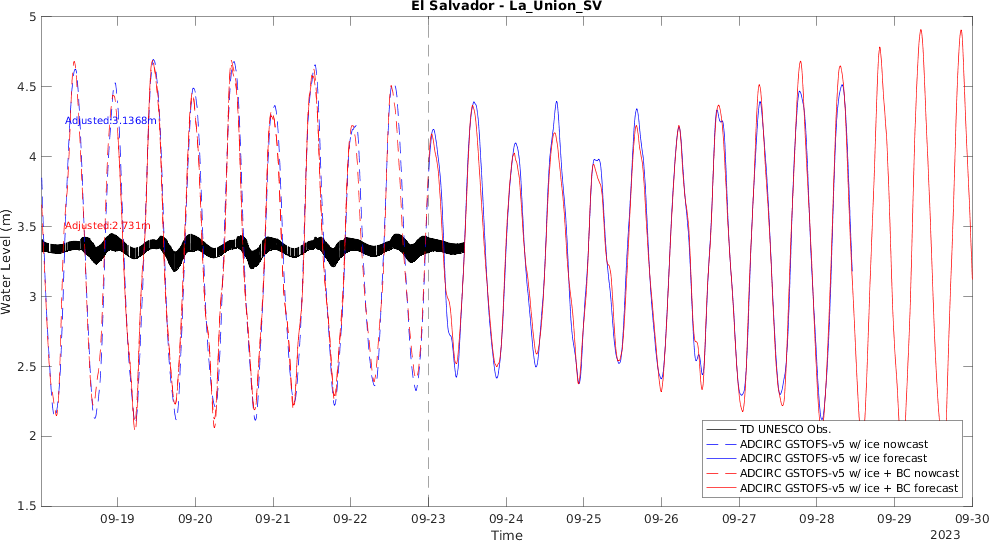 El Salvador - La_Union_SV
5
4.5
4
3.5
3
2.5
2
1.5
Water Level (m)
Adjusted:3.1368m
Adjusted:2.731m
TD UNESCO Obs.
ADCIRC GSTOFS-v5 w/ ice nowcast
ADCIRC GSTOFS-v5 w/ ice forecast
ADCIRC GSTOFS-v5 w/ ice + BC nowcast
ADCIRC GSTOFS-v5 w/ ice + BC forecast
09-19 09-20 09-21 09-22 09-23 09-24 09-25 09-26 09-27 09-28 09-29 09-30
Time
2023